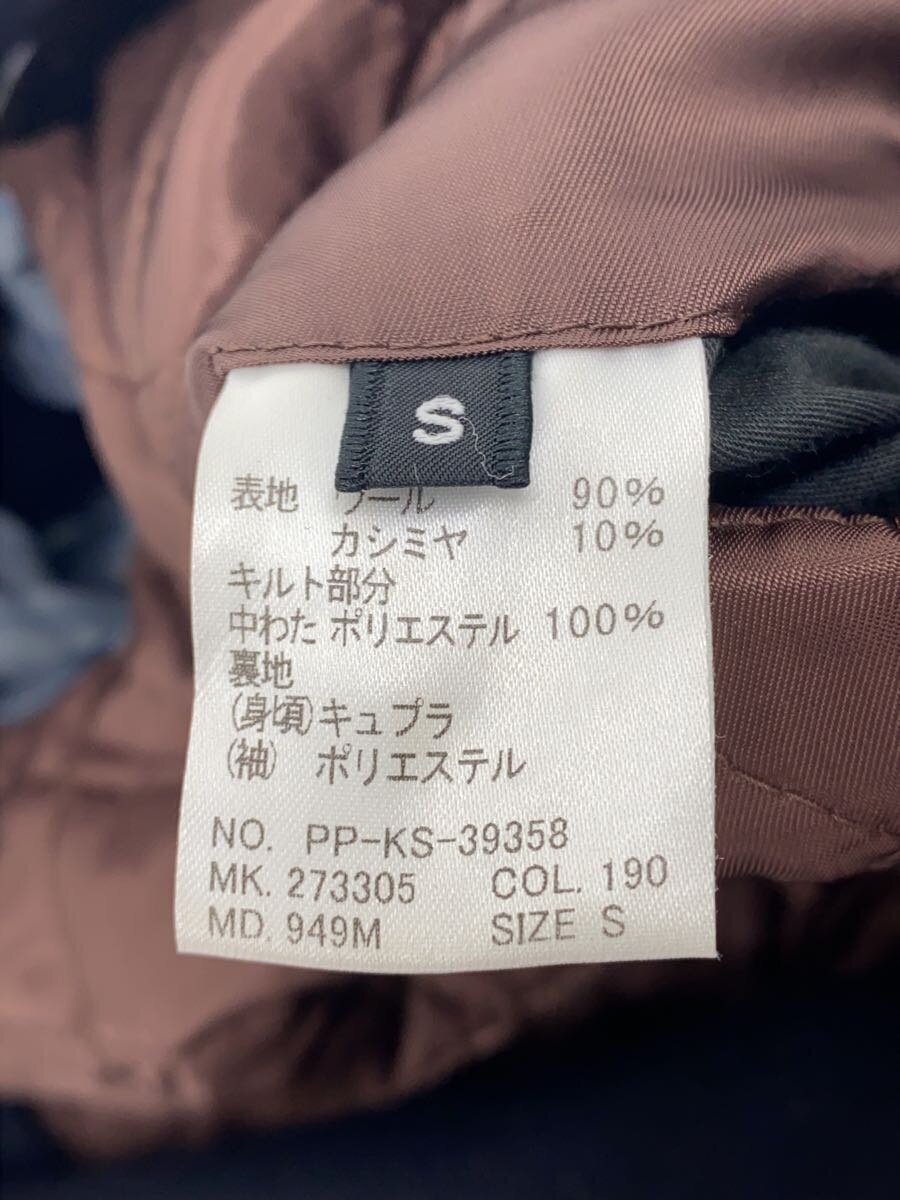 S
表地 ウール 90%
カシミヤ 10%
キルト部分
中わた ポリエステル 100%
裏地
(身頃)キュプラ
(袖) ポリエステル
NO. PP-KS-39358
MK. 273305 COL. 190
MD. 949M SIZE S